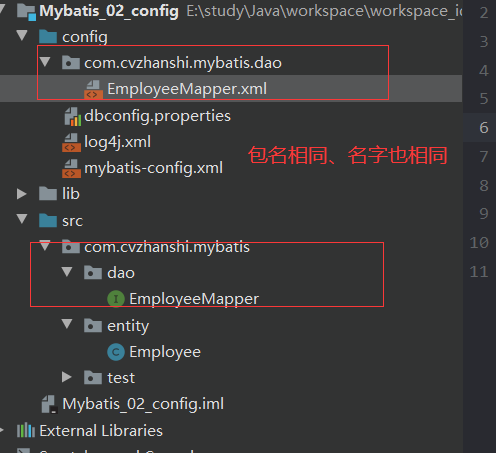 Mybatis_02_config E:\study\Java\workspace\workspace_i
config
com.cvzhanshi.mybatis.dao
EmployeeMapper.xml
dbconfig.properties
log4j.xml
mybatis-config.xml
包名相同、名字也相同
lib
src
com.cvzhanshi.mybatis
dao
EmployeeMapper
entity
Employee
test
Mybatis_02_config.iml
External Libraries
2
3
4
5
6
7
8
9
10
11